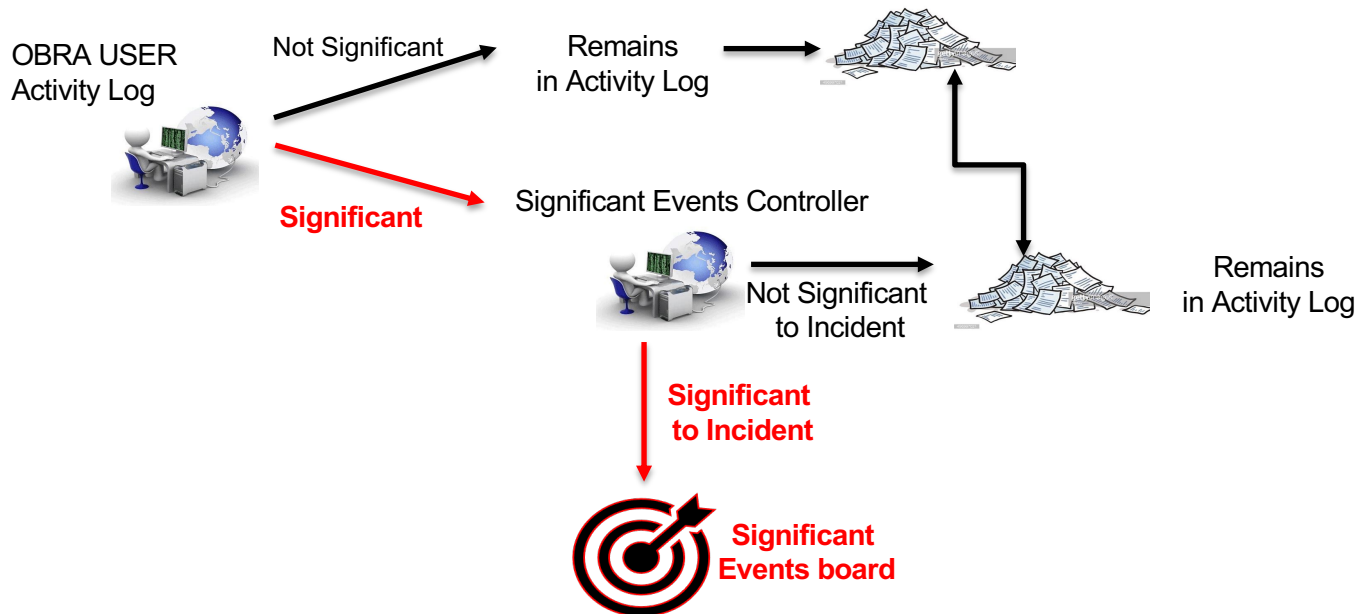 OBRA USER
Activity Log
Not Significant
Remains
in Activity Log
Significant
Significant Events Controller
Not Significant
to Incident
Remains
in Activity Log
Significant
to Incident
Significant
Events board